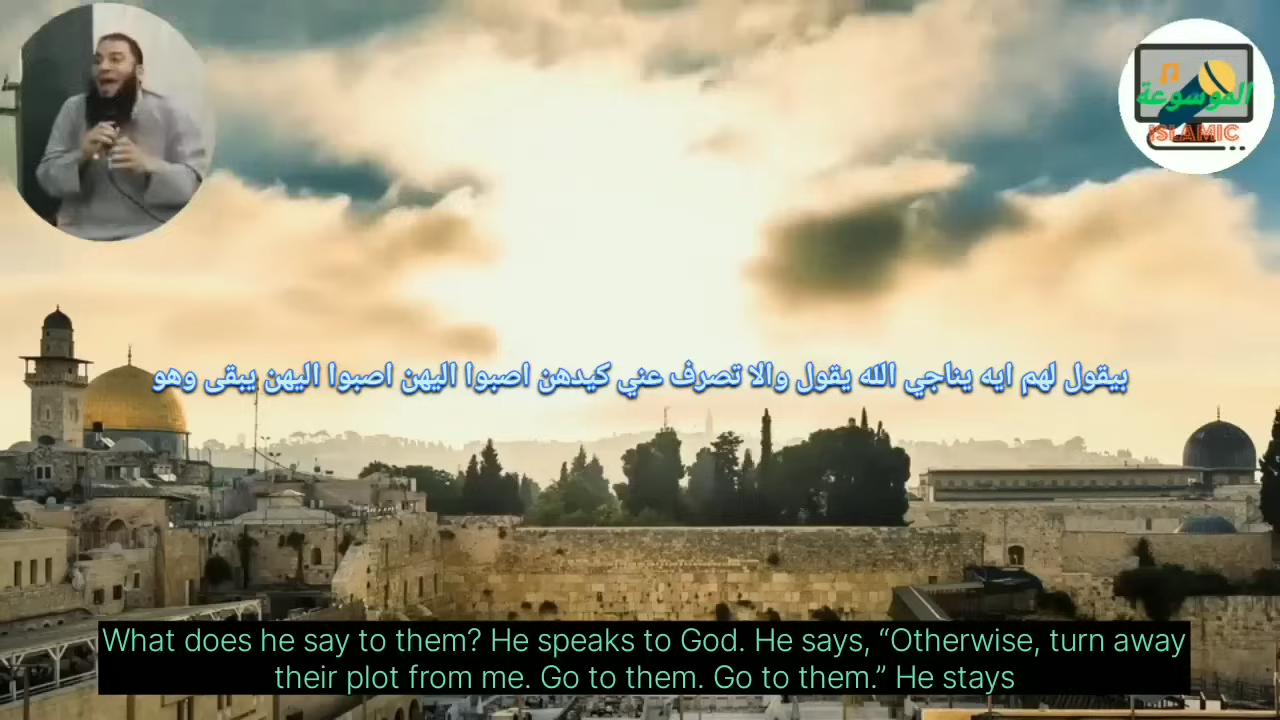 الموسوعة
ISLAMIC
بيقول لهم ايه يناجي الله يقول والا تصرف عني كيدهن اصبوا اليهن اصبوا اليهن يبقى وهو
What does he say to them? He speaks to God. He says, “Otherwise, turn away
their plot from me. Go to them. Go to them.” He stays